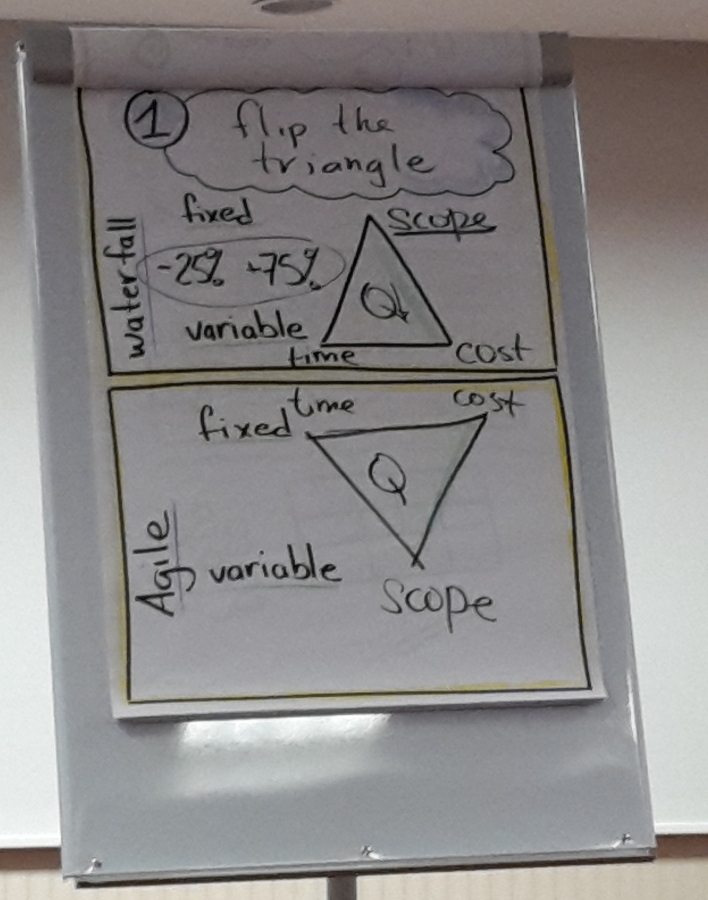 1 flip the
triangle
waterfall
fixed
scope
-25% +75%
Q↓
variable
time
cost
time
cost
fixed
Q
Agile
variable
scope